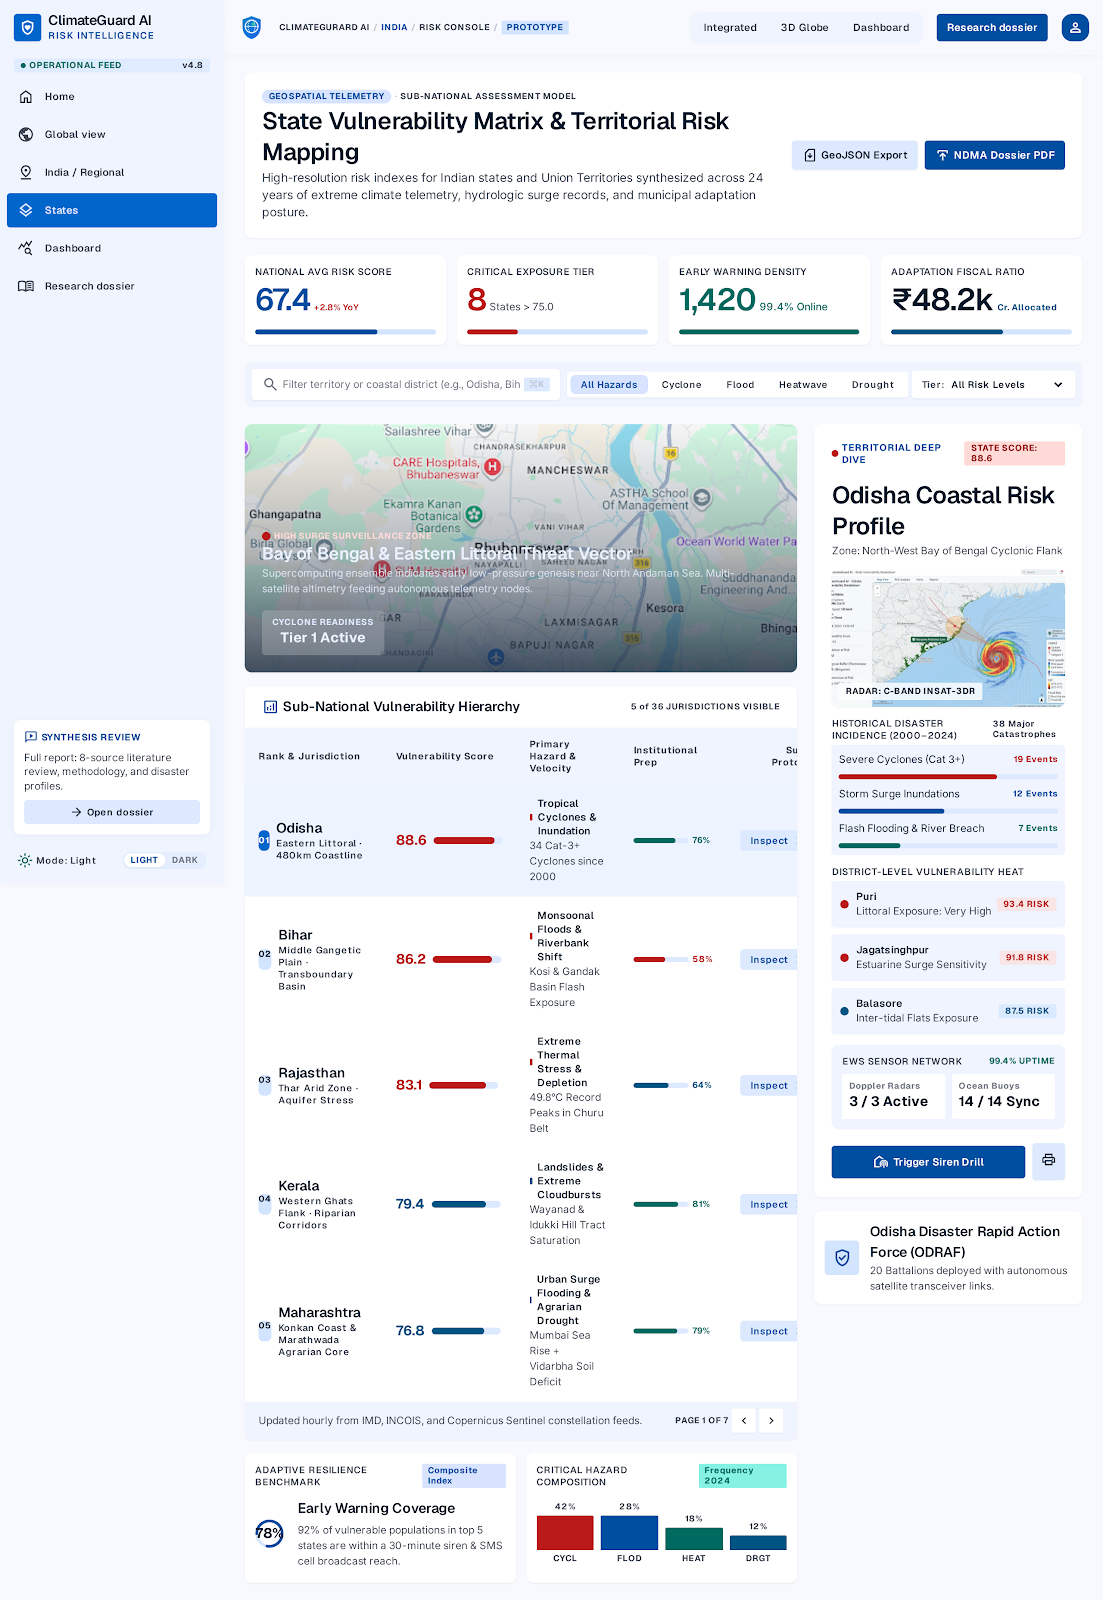 ClimateGuard AI
RISK INTELLIGENCE
OPERATIONAL FEED v4.8
Home
Global view
India / Regional
States
Dashboard
Research dossier
SYNTHESIS REVIEW
Full report: 8-source literature
review, methodology, and disaster
profiles.
Open dossier
Mode: Light LIGHT DARK
CLIMATEGURARD AI / INDIA / RISK CONSOLE / PROTOTYPE
Integrated 3D Globe Dashboard Research dossier
GEOSPATIAL TELEMETRY · SUB-NATIONAL ASSESSMENT MODEL
State Vulnerability Matrix & Territorial Risk
Mapping
High-resolution risk indexes for Indian states and Union Territories synthesized across 24
years of extreme climate telemetry, hydrologic surge records, and municipal adaptation
posture.
GeoJSON Export NDMA Dossier PDF
NATIONAL AVG RISK SCORE
67.4 +2.8% YoY
CRITICAL EXPOSURE TIER
8 States > 75.0
EARLY WARNING DENSITY
1,420 99.4% Online
ADAPTATION FISCAL RATIO
₹48.2k Cr. Allocated
Filter territory or coastal district (e.g., Odisha, Bih ⌘K
All Hazards Cyclone Flood Heatwave Drought
Tier: All Risk Levels
Sailashree Vihar
CHANDRASEKHARPUR
CARE Hospitals,
Bhubaneswar
MANCHESWAR
16
ASTHA School
Of Management
Ekamra Kanan
Botanical
Gardens
Ghangapatna
VANI VIHAR
HIGH SURGE SURVEILLANCE ZONE
Birla Global
Bhubaneswar
Ocean World Water Pa
Bay of Bengal & Eastern Littoral Threat Vector
SUM Hospital
NAYAPALLI
SAHEED NAGAR
Supercomputing ensemble indicates early low-pressure genesis near North Andaman Sea. Multi-
satellite altimetry feeding autonomous telemetry nodes.
Suddhananda
Engineering And...
BARAMUNDA
Kesora
CYCLONE READINESS
Tier 1 Active
LAXMISAGAR
Bhinga
KHANDAGIRI
BAPUJI NAGAR
316
316
Sub-National Vulnerability Hierarchy 5 of 36 JURISDICTIONS VISIBLE
Rank & Jurisdiction Vulnerability Score Primary Hazard & Velocity Institutional Prep Su Proto
01 Odisha
Eastern Littoral ·
480km Coastline
88.6
Tropical
Cyclones &
Inundation
34 Cat-3+
Cyclones since
2000
76%
Inspect
02 Bihar
Middle Gangetic
Plain ·
Transboundary
Basin
86.2
Monsoonal
Floods &
Riverbank
Shift
Kosi & Gandak
Basin Flash
Exposure
58%
Inspect
03 Rajasthan
Thar Arid Zone ·
Aquifer Stress
83.1
Extreme
Thermal
Stress &
Depletion
49.8°C Record
Peaks in Churu
Belt
64%
Inspect
04 Kerala
Western Ghats
Flank · Riparian
Corridors
79.4
Landslides &
Extreme
Cloudbursts
Wayanad &
Idukki Hill Tract
Saturation
81%
Inspect
05 Maharashtra
Konkan Coast &
Marathwada
Agrarian Core
76.8
Urban Surge
Flooding &
Agrarian
Drought
Mumbai Sea
Rise +
Vidarbha Soil
Deficit
79%
Inspect
Updated hourly from IMD, INCOIS, and Copernicus Sentinel constellation feeds. PAGE 1 OF 7
ADAPTIVE RESILIENCE
BENCHMARK
Composite
Index
78%
Early Warning Coverage
92% of vulnerable populations in top 5
states are within a 30-minute siren & SMS
cell broadcast reach.
CRITICAL HAZARD
COMPOSITION
Frequency
2024
42% 28% 18% 12%
CYCL FLOD HEAT DRGT
TERRITORIAL DEEP
DIVE
STATE SCORE:
88.6
Odisha Coastal Risk
Profile
Zone: North-West Bay of Bengal Cyclonic Flank
RADAR: C-BAND INSAT-3DR
HISTORICAL DISASTER
INCIDENCE (2000–2024)
38 Major
Catastrophes
Severe Cyclones (Cat 3+) 19 Events
Storm Surge Inundations 12 Events
Flash Flooding & River Breach 7 Events
DISTRICT-LEVEL VULNERABILITY HEAT
Puri
Littoral Exposure: Very High
93.4 RISK
Jagatsinghpur
Estuarine Surge Sensitivity
91.8 RISK
Balasore
Inter-tidal Flats Exposure
87.5 RISK
EWS SENSOR NETWORK 99.4% UPTIME
Doppler Radars
3 / 3 Active
Ocean Buoys
14 / 14 Sync
Trigger Siren Drill
Odisha Disaster Rapid Action
Force (ODRAF)
20 Battalions deployed with autonomous
satellite transceiver links.